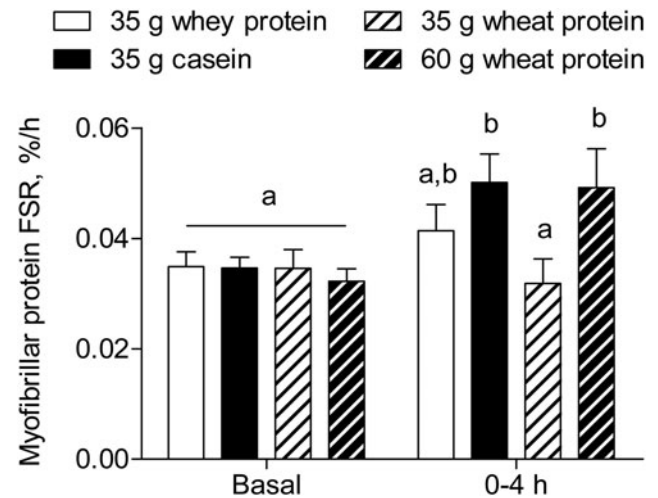 35 g whey protein 35 g wheat protein
35 g casein 60 g wheat protein
Myofibrillar protein FSR, %/h
0.06
0.04
0.02
0.00
a
a,b
b
a
b
Basal 0-4 h